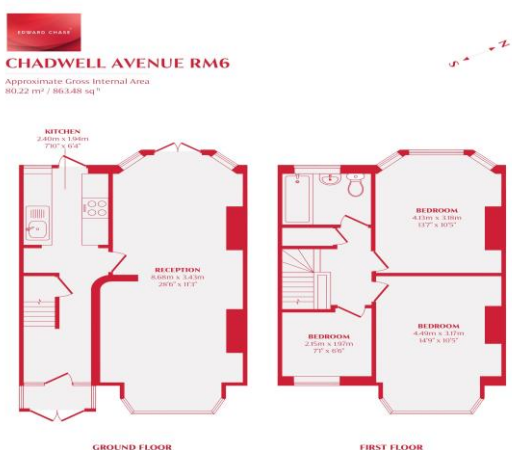 EDWARD CHASE
CHADWELL AVENUE RM6
Approximate Gross Internal Area
80.22 m² / 863.48 sq ft
S N
KITCHEN
2.40m x 1.94m
7'10" x 6'4"
RECEPTION
8.68m x 3.43m
28'6" x 11'3"
BEDROOM
4.13m x 3.18m
13'7" x 10'5"
BEDROOM
4.49m x 3.17m
14'9" x 10'5"
BEDROOM
2.15m x 1.97m
7'1" x 6'6"
GROUND FLOOR
FIRST FLOOR